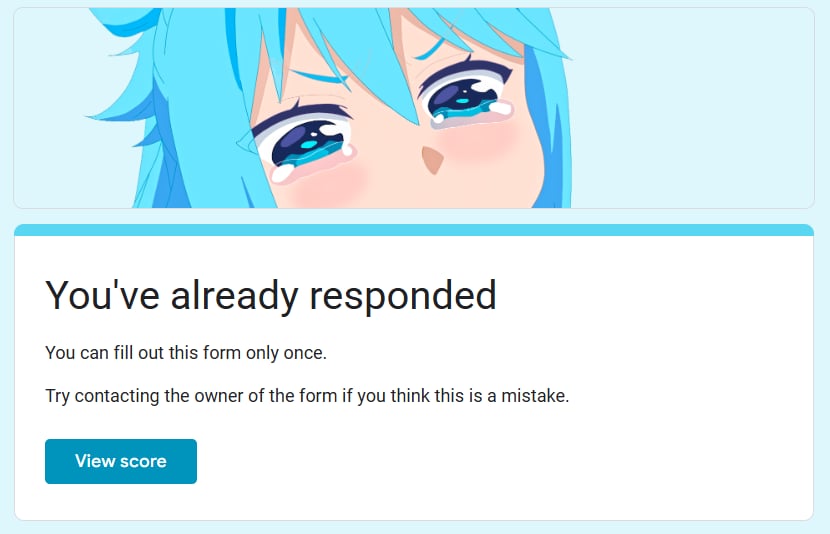 You've already responded
You can fill out this form only once.
Try contacting the owner of the form if you think this is a mistake.
View score